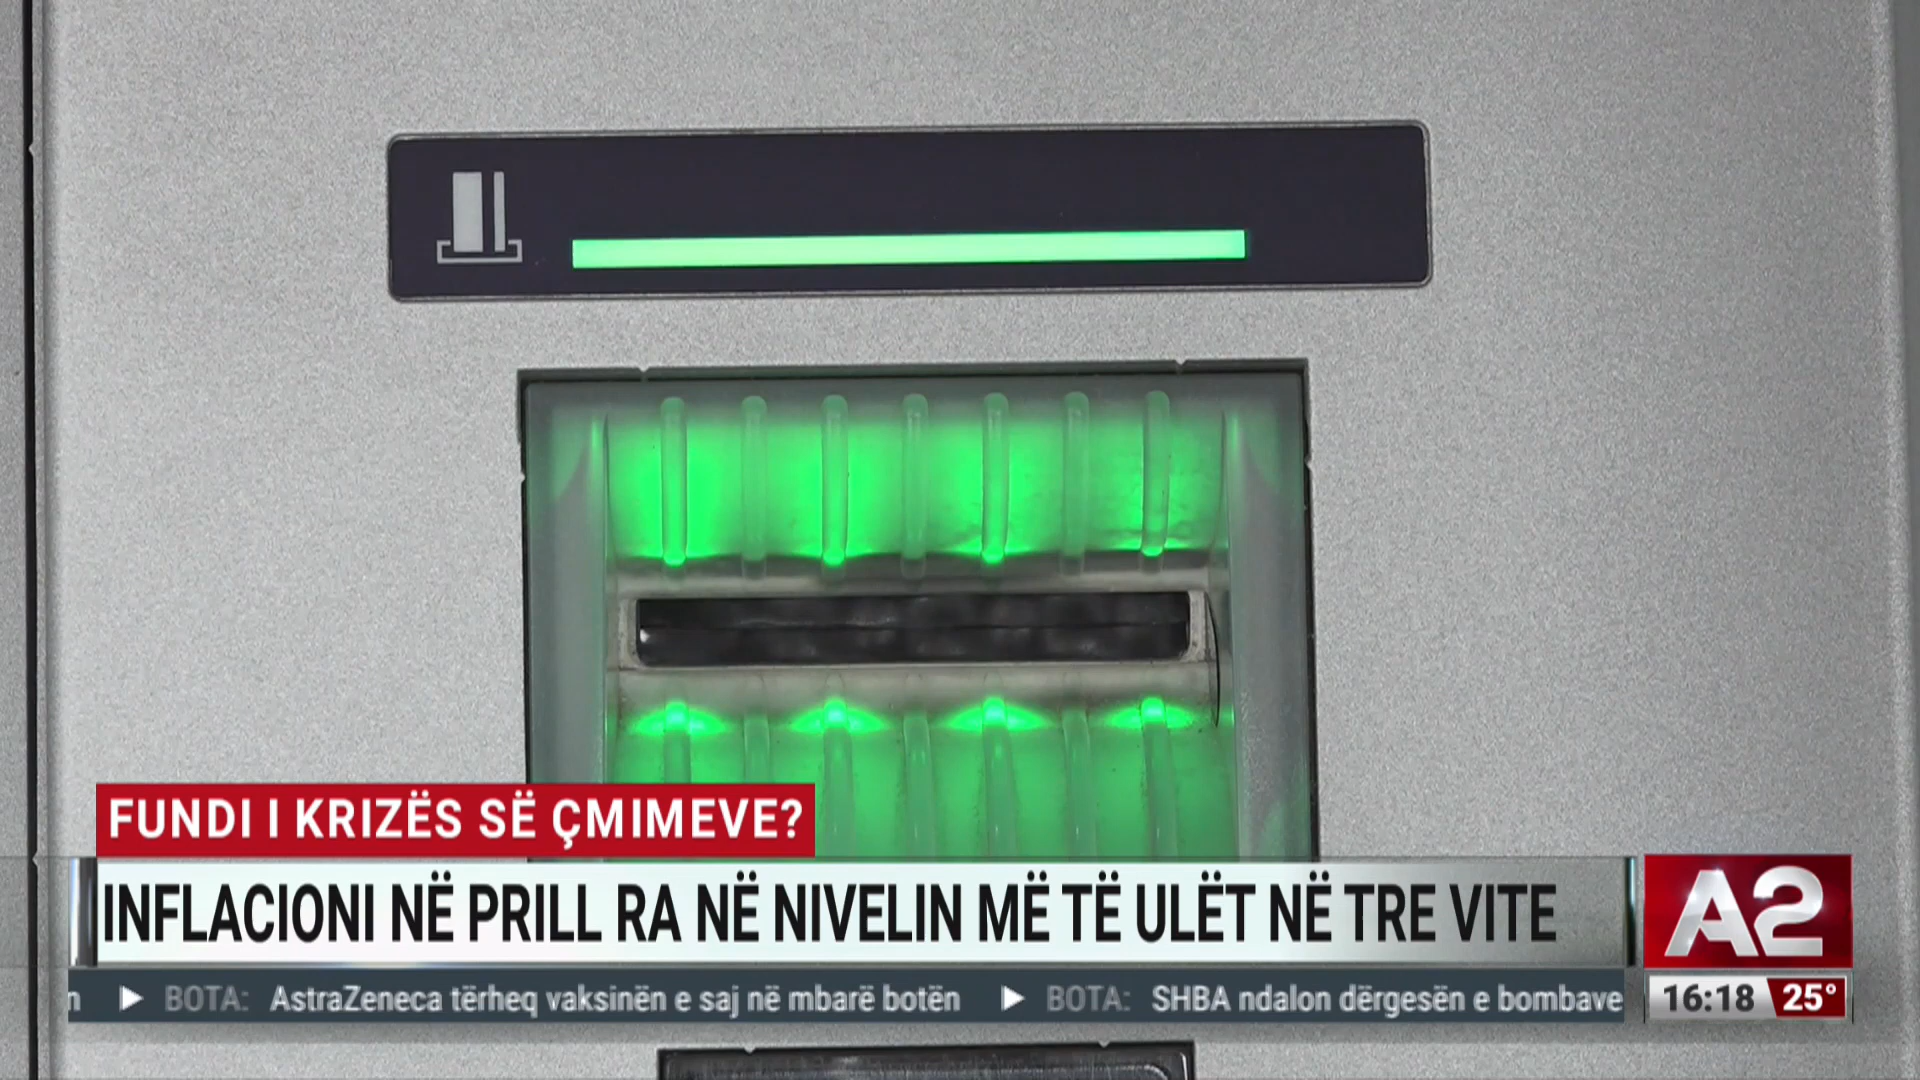 FUNDI I KRIZËS SË ÇMIMEVE?
INFLACIONI NË PRILL RA NË NIVELIN MË TË ULËT NË TRE VITE
A2
n ▶ BOTA: AstraZeneca tërheq vaksinën e saj në mbarë botën ▶ BOTA: SHBA ndalon dërgesën e bombave
16:18 25°